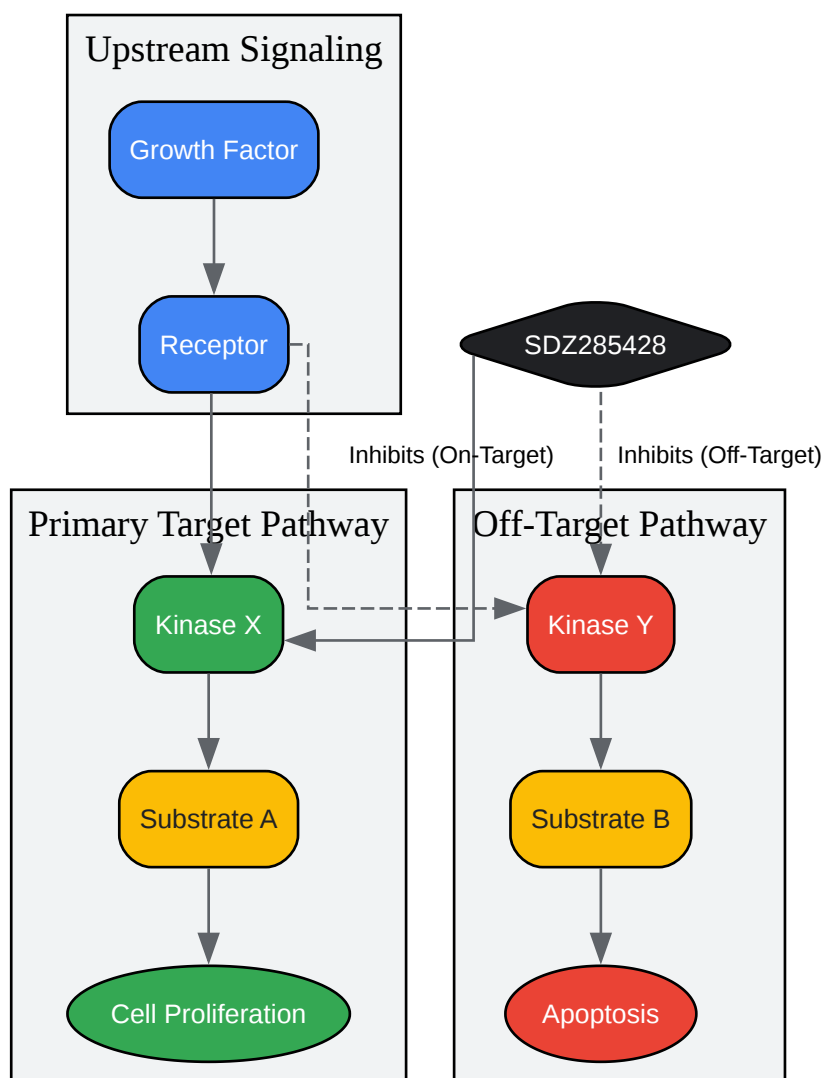 Upstream Signaling
Growth Factor
Receptor
SDZ285428
Inhibits (On-Target)
Inhibits (Off-Target)
Primary Target Pathway
Off-Target Pathway
Kinase X
Kinase Y
Substrate A
Substrate B
Cell Proliferation
Apoptosis